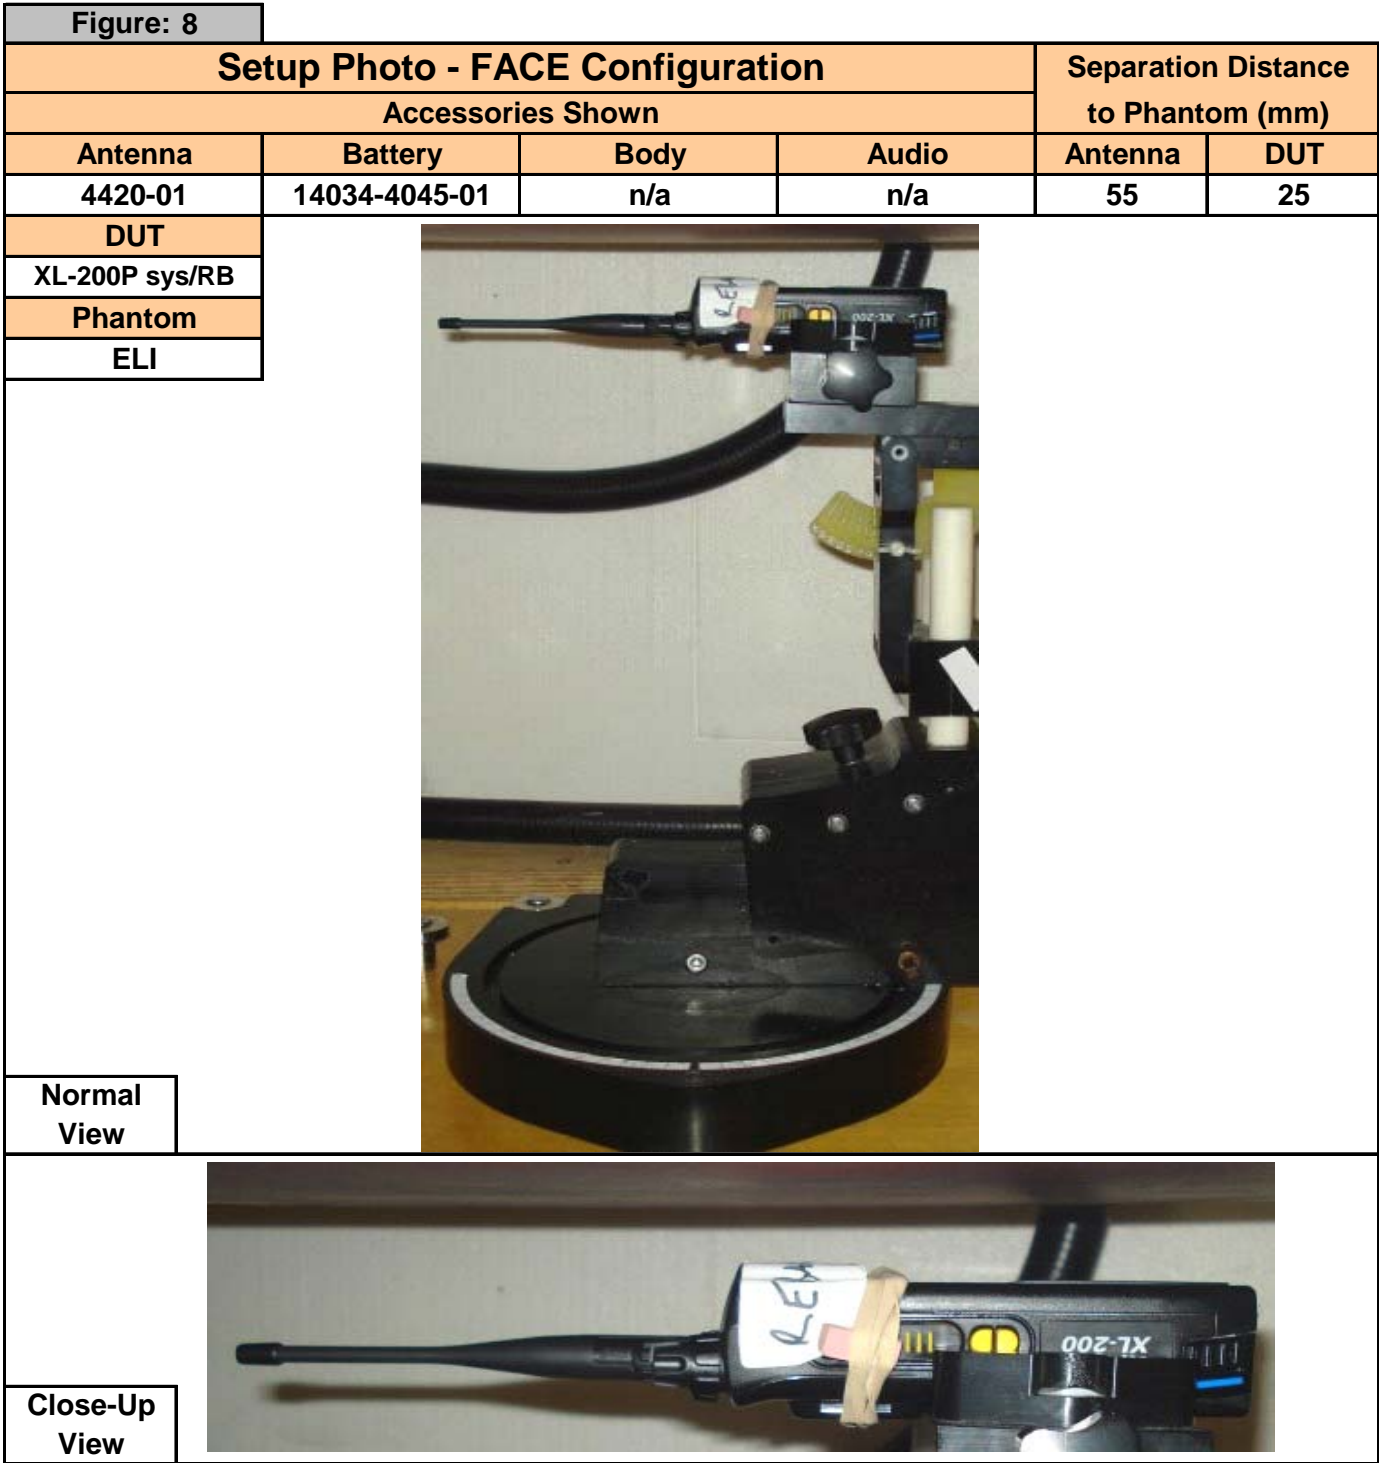 Figure: 8
Setup Photo - FACE Configuration
Separation Distance
to Phantom (mm)
Accessories Shown
Antenna Battery Body Audio Antenna DUT
4420-01 14034-4045-01 n/a n/a 55 25
DUT
XL-200P sys/RB
Phantom
ELI
XL-200
Normal
View
XL-200
Close-Up
View